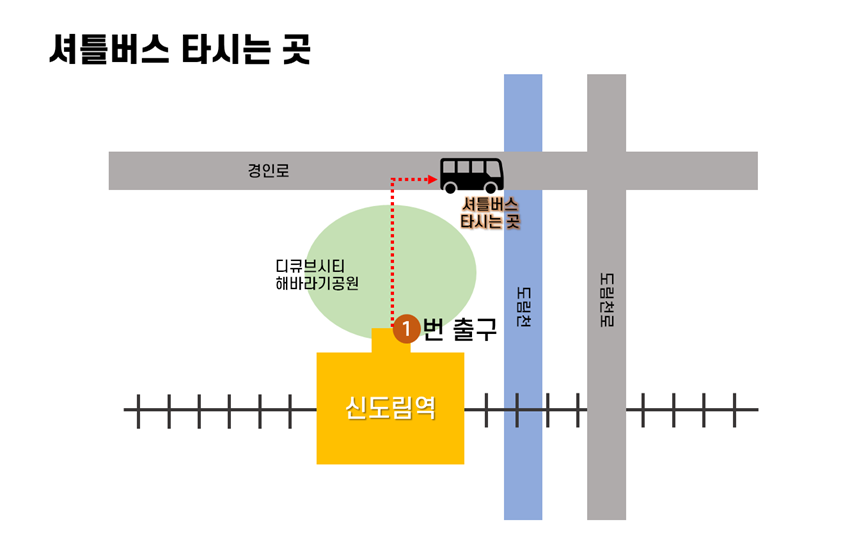 셔틀버스 타시는 곳
경인로
셔틀버스
타시는 곳
디큐브시티
해바라기공원
도림천
도림천로
1번 출구
신도림역